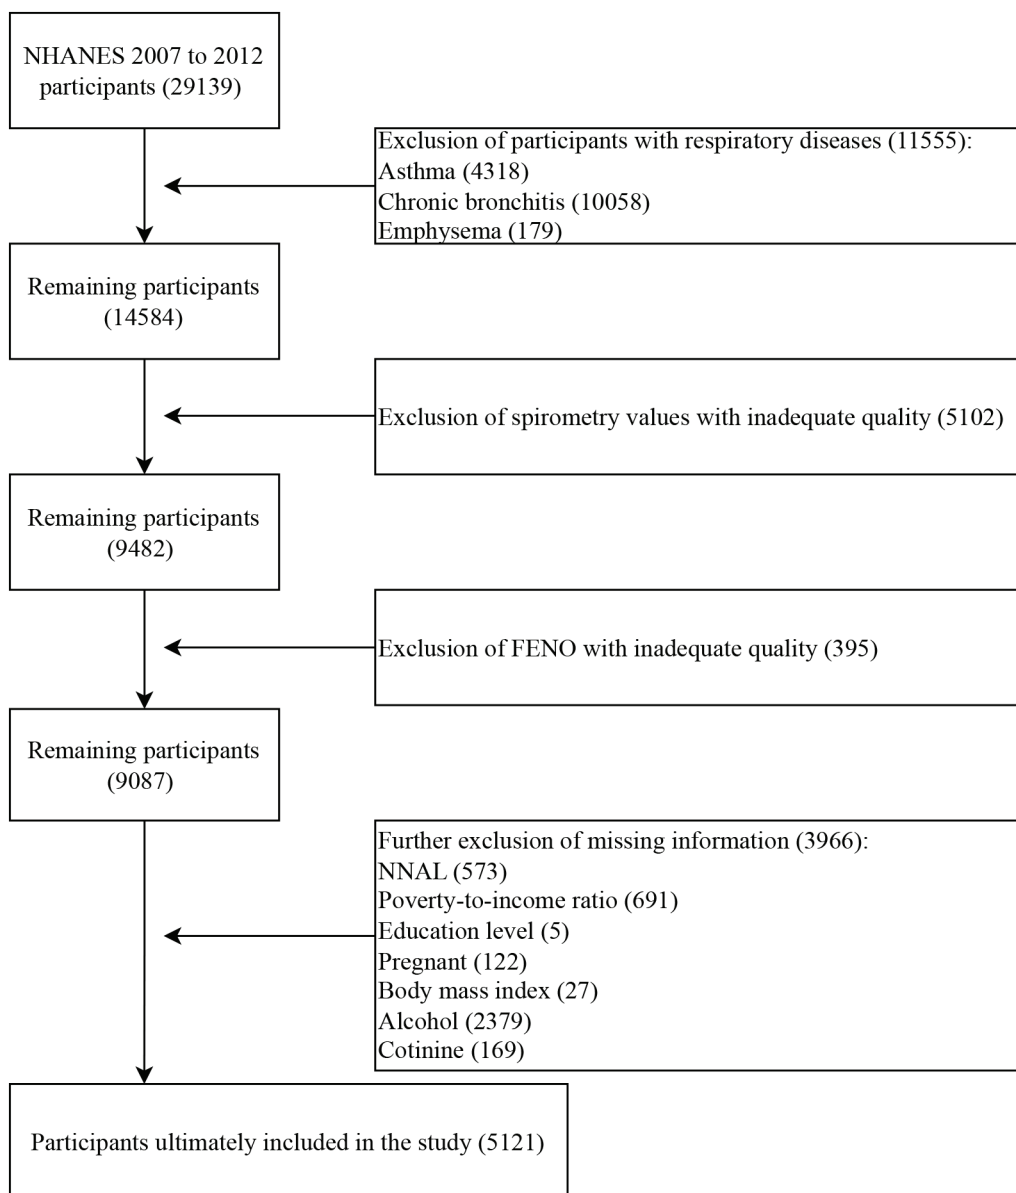 NHANES 2007 to 2012
participants (29139)
Exclusion of participants with respiratory diseases (11555):
Asthma (4318)
Chronic bronchitis (10058)
Emphysema (179)
Remaining participants
(14584)
Exclusion of spirometry values with inadequate quality (5102)
Remaining participants
(9482)
Exclusion of FENO with inadequate quality (395)
Remaining participants
(9087)
Further exclusion of missing information (3966):
NNAL (573)
Poverty-to-income ratio (691)
Education level (5)
Pregnant (122)
Body mass index (27)
Alcohol (2379)
Cotinine (169)
Participants ultimately included in the study (5121)